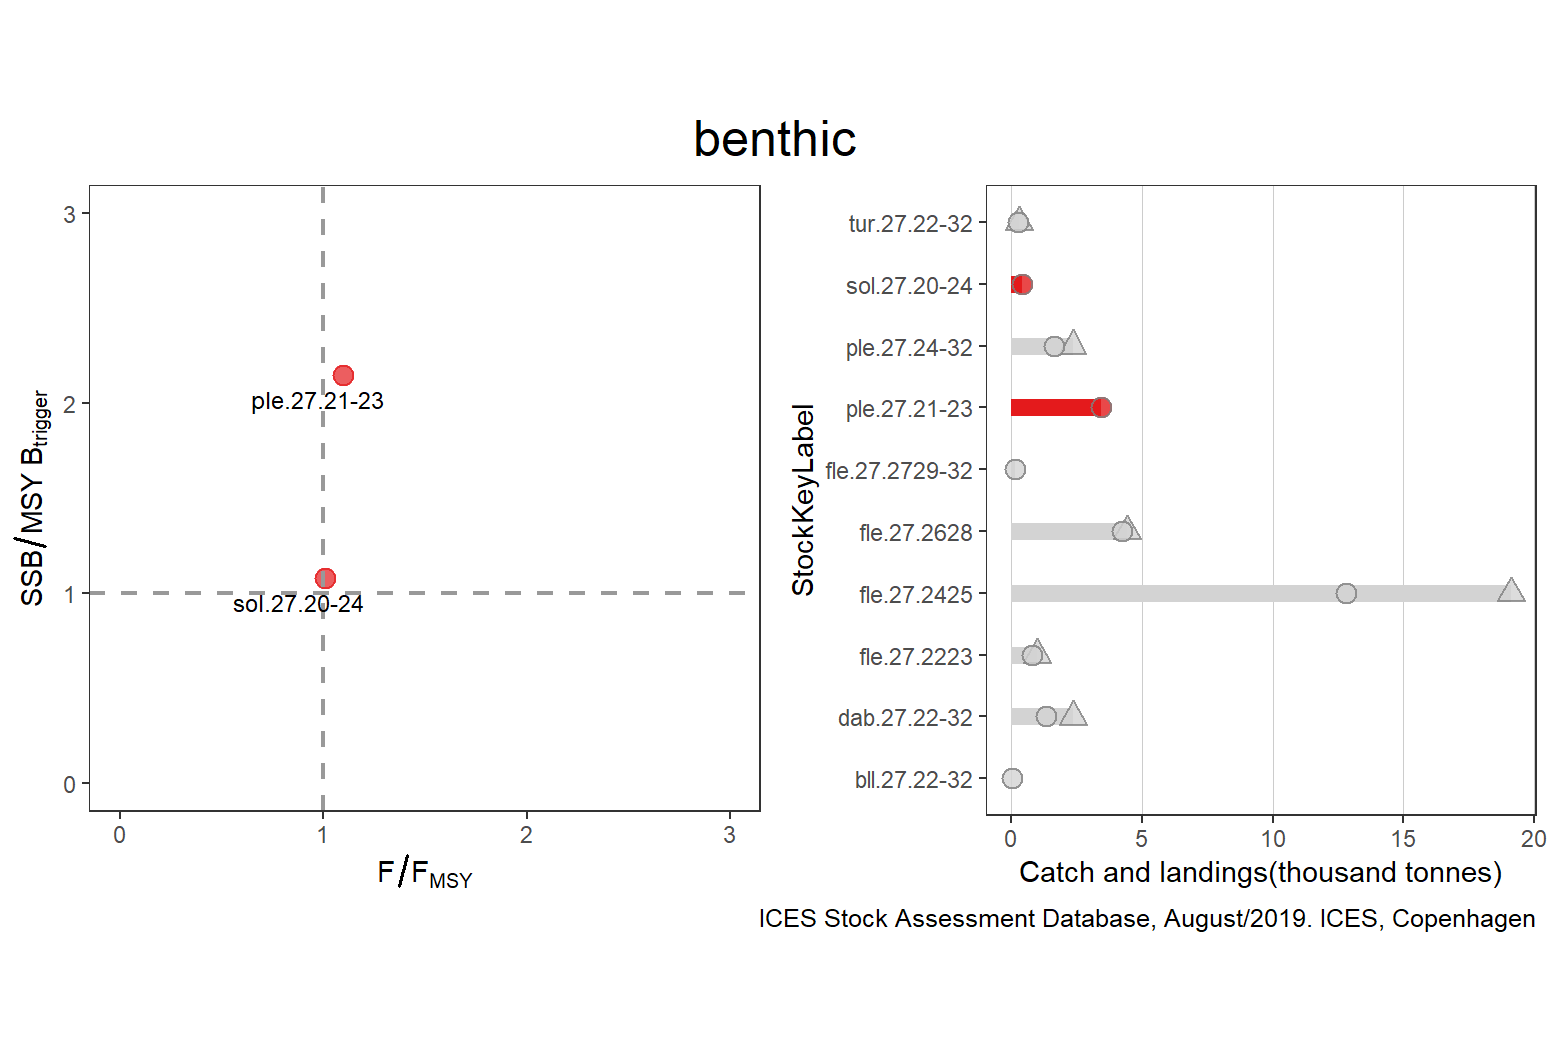 benthic
3
2
1
0
SSB/MSY Btrigger
ple.27.21-23
sol.27.20-24
0 1 2 3
F/FMSY
StockKeyLabel
tur.27.22-32
sol.27.20-24
ple.27.24-32
ple.27.21-23
fle.27.2729-32
fle.27.2628
fle.27.2425
fle.27.2223
dab.27.22-32
bll.27.22-32
0 5 10 15 20
Catch and landings(thousand tonnes)
ICES Stock Assessment Database, August/2019. ICES, Copenhagen